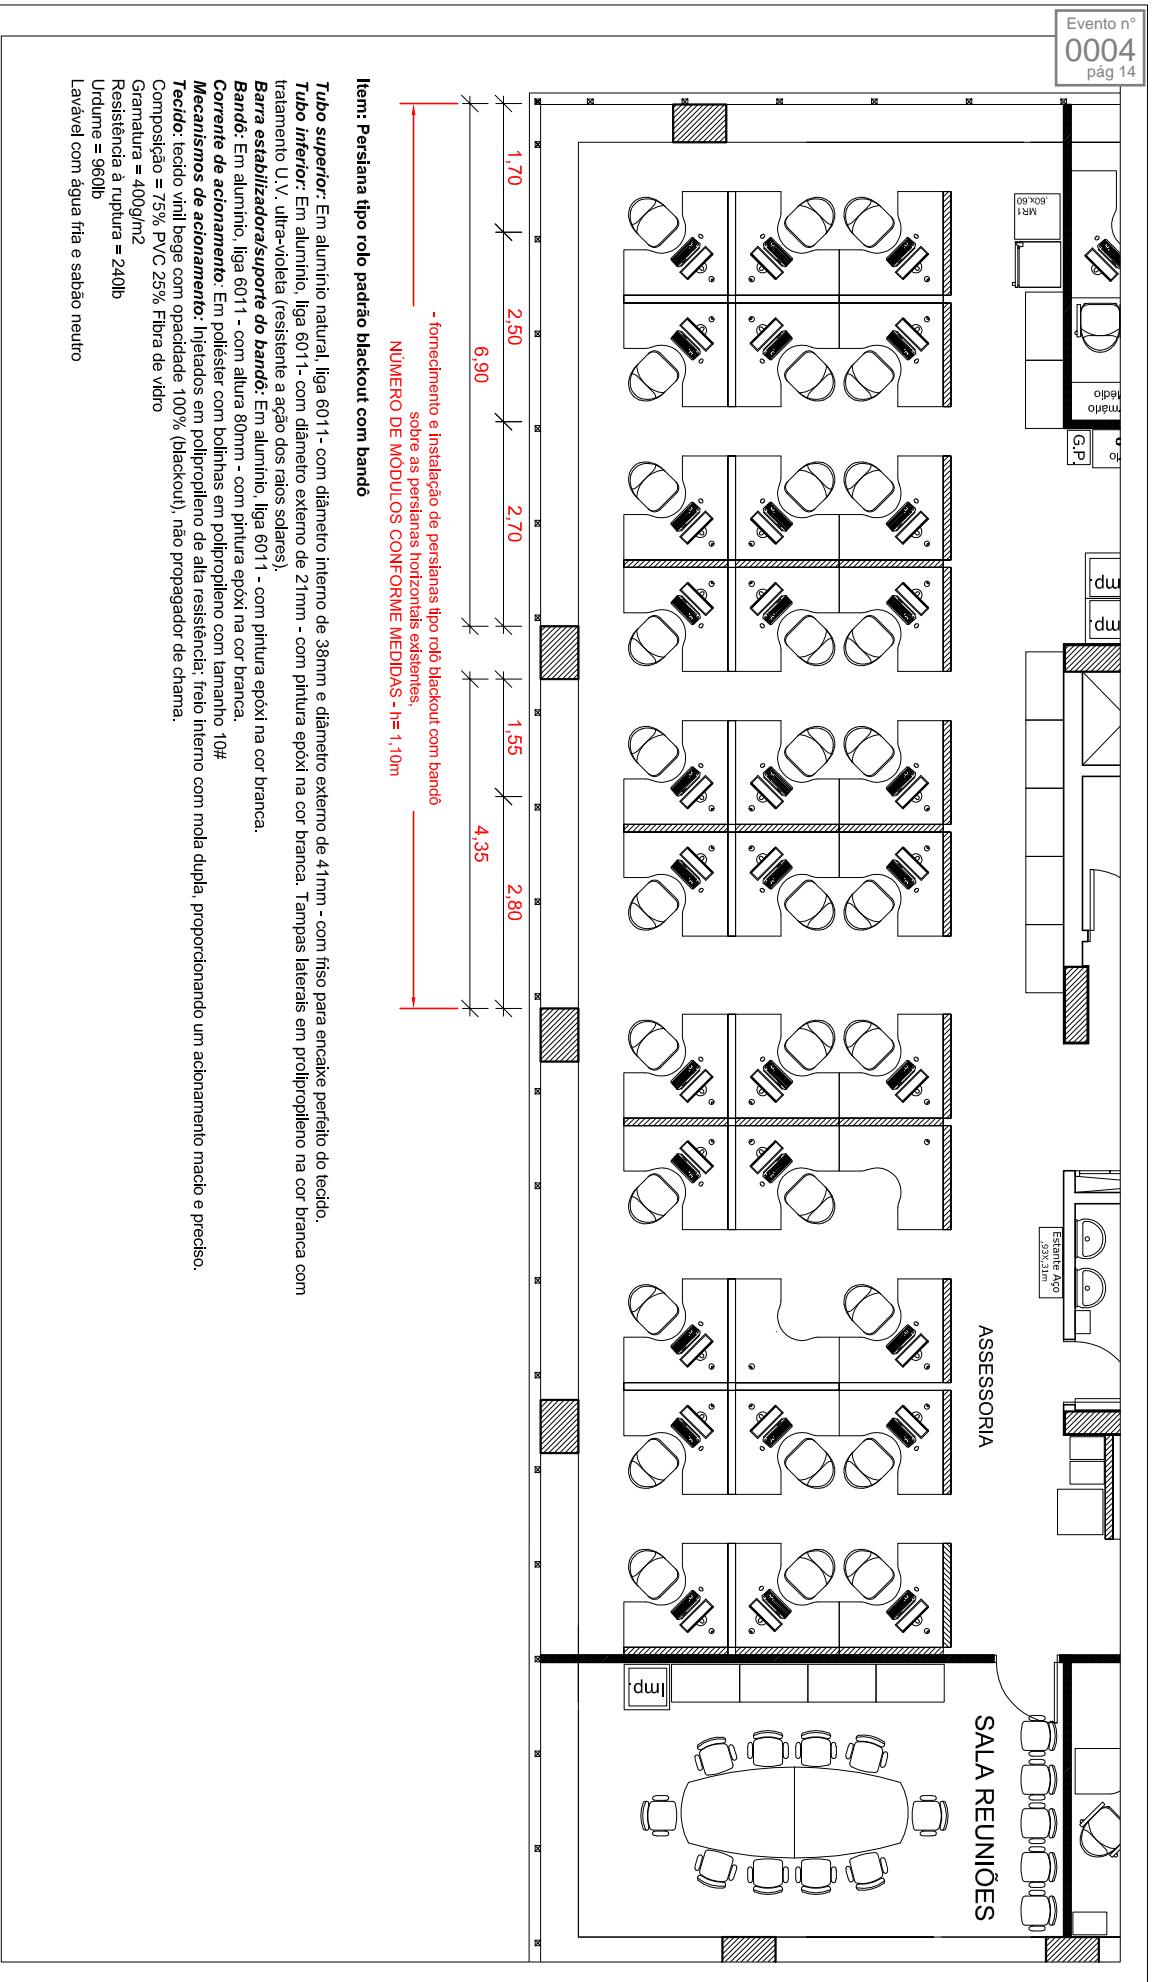 Evento n°
0004
pág 14
MR1
,60x,60
rmário
édio
G.P.
Imp.
Imp.
Estante Aço
,93X,31m
ASSESSORIA
SALA REUNIÕES
Imp.
1,70
2,50
2,70
1,55
2,80
6,90
4,35
- fornecimento e instalação de persianas tipo rolô blackout com bandô
sobre as persianas horizontais existentes,
NÚMERO DE MÓDULOS CONFORME MEDIDAS - h= 1,10m
Item: Persiana tipo rolo padrão blackout com bandô
Tubo superior: Em alumínio natural, liga 6011- com diâmetro interno de 38mm e diâmetro externo de 41mm - com friso para encaixe perfeito do tecido.
Tubo inferior: Em alumínio, liga 6011- com diâmetro externo de 21mm - com pintura epóxi na cor branca. Tampas laterais em prolipropileno na cor branca com
tratamento U.V. ultra-violeta (resistente a ação dos raios solares).
Barra estabilizadora/suporte do bandô: Em alumínio, liga 6011 - com pintura epóxi na cor branca.
Bandô: Em alumínio, liga 6011 - com altura 80mm - com pintura epóxi na cor branca.
Corrente de acionamento: Em poliéster com bolinhas em polipropileno com tamanho 10#
Mecanismos de acionamento: Injetados em polipropileno de alta resistência; freio interno com mola dupla, proporcionando um acionamento macio e preciso.
Tecido: tecido vinil bege com opacidade 100% (blackout), não propagador de chama.
Composição = 75% PVC 25% Fibra de vidro
Gramatura = 400g/m2
Resistência à ruptura = 240lb
Urdume = 960lb
Lavável com água fria e sabão neutro